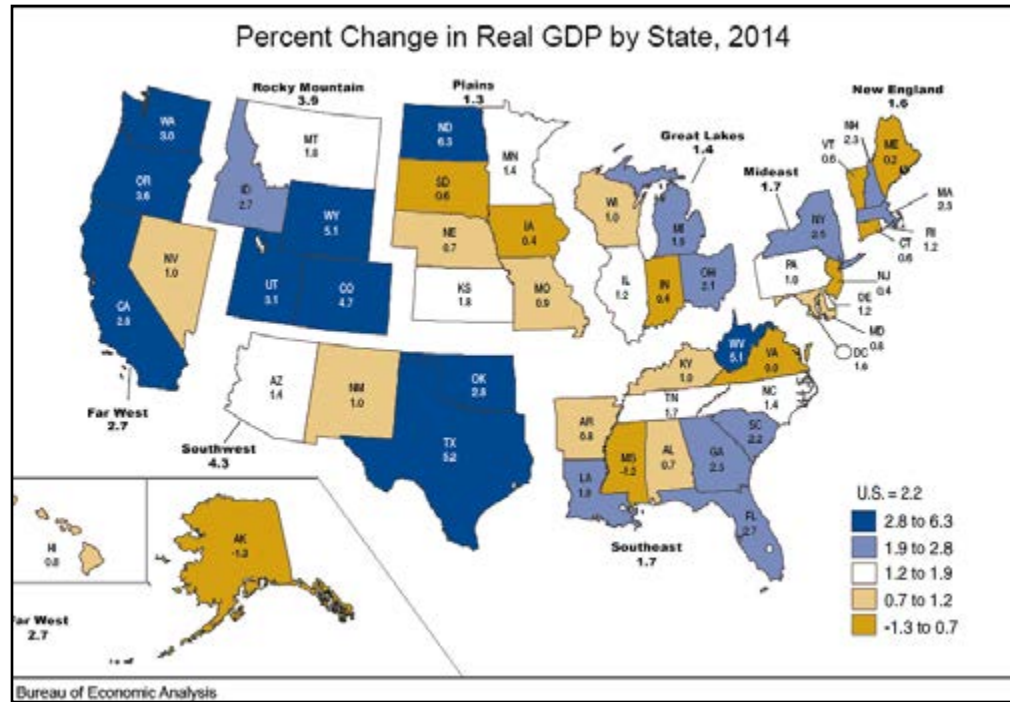 Percent Change in Real GDP by State, 2014
Rocky Mountain
3.9
Plains
1.3
New England
1.6
Great Lakes
1.4
Mideast
1.7
WA
3.0
OR
3.6
CA
2.8
NV
1.0
ID
2.7
MT
1.8
WY
5.1
UT
3.1
CO
4.7
ND
6.3
SD
0.6
NE
0.7
KS
1.8
MN
1.4
IA
0.4
MO
0.9
WI
1.0
IL
1.2
MI
1.9
IN
0.4
OH
2.1
NY
2.5
PA
VT
0.6
NH
2.3
ME
0.2
MA
2.3
RI
1.2
CT
0.6
NJ
0.4
DE
1.2
MD
0.8
DC
1.6
Far West
2.7
AZ
1.4
NM
1.0
Southwest
4.3
OK
2.8
TX
5.2
AR
0.8
LA
1.9
MS
-1.2
AL
0.7
GA
2.3
FL
2.7
SC
2.2
NC
1.4
TN
1.7
KY
1.0
WV
5.1
VA
0.0
Southeast
1.7
HI
0.8
AK
-1.3
Far West
2.7
U.S. = 2.2
2.8 to 6.3
1.9 to 2.8
1.2 to 1.9
0.7 to 1.2
-1.3 to 0.7
Bureau of Economic Analysis